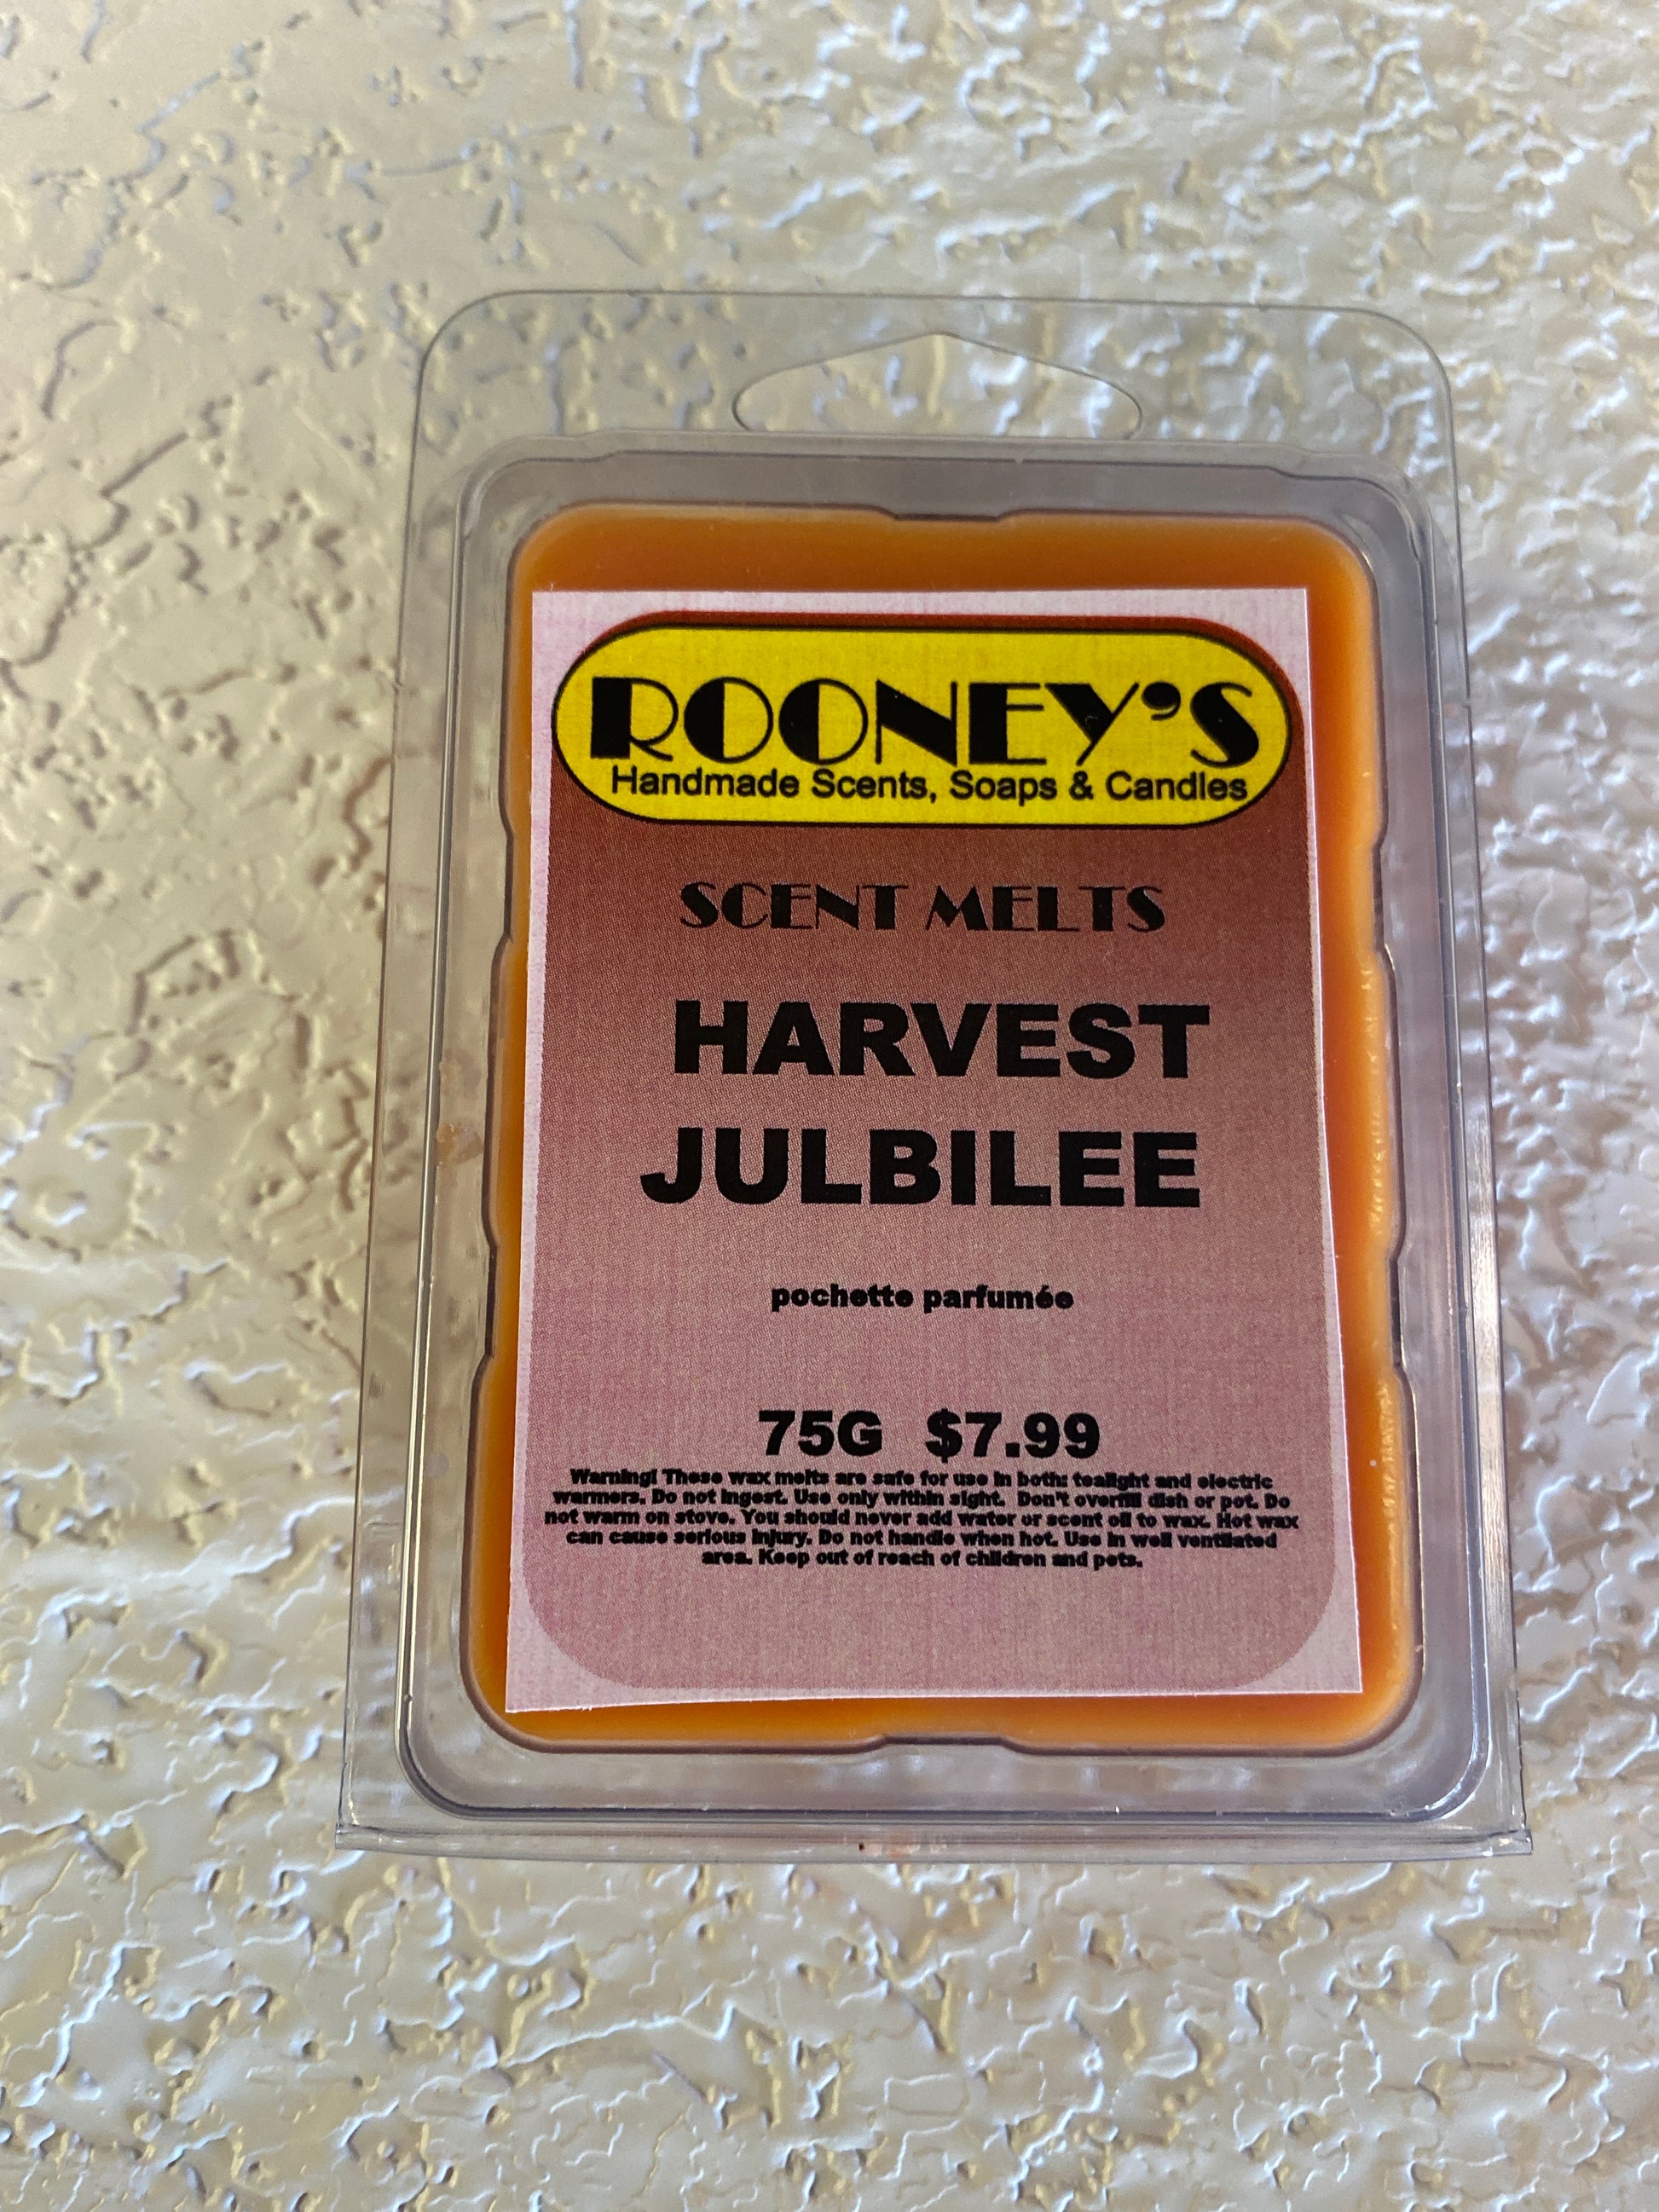 ROONEY'S
Handmade Scents, Soaps & Candles
SCENT MELTS
HARVEST
JULBILEE
pochette parfumée
75G $7.99
Warning! These wax melts are safe for use in both: tealight and electric
warmers. Do not ingest. Use only within sight. Don't overfill dish or pot. Do
not warm on stove. You should never add water or scent oil to wax. Hot wax
can cause serious injury. Do not handle when hot. Use in well ventilated
area. Keep out of reach of children and pets.